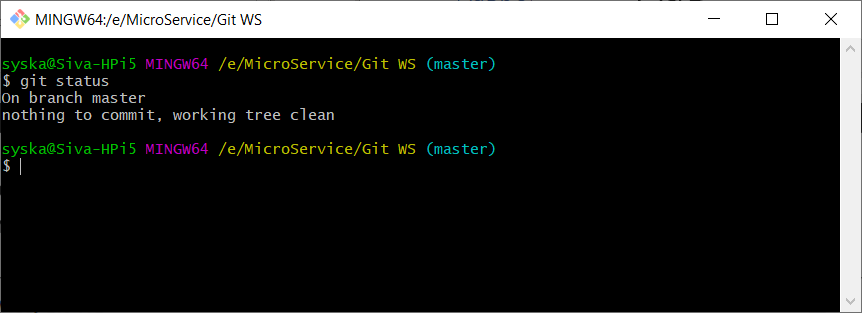 MINGW64:/e/MicroService/Git WS
syska@Siva-HPi5 MINGW64 /e/MicroService/Git WS (master)
$ git status
On branch master
nothing to commit, working tree clean
syska@Siva-HPi5 MINGW64 /e/MicroService/Git WS (master)
$